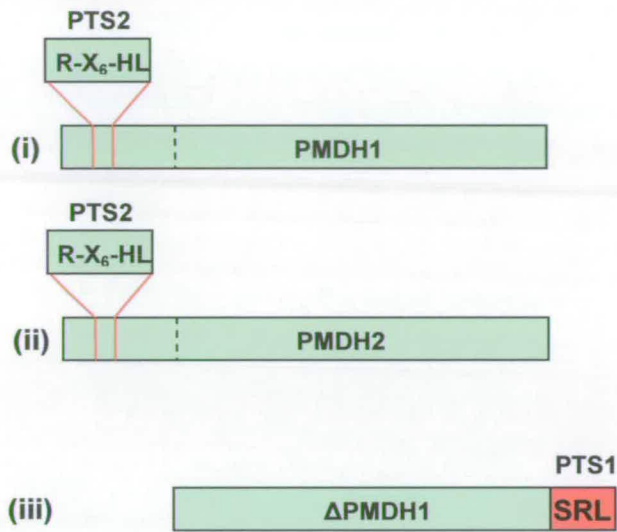 PTS2
R-X₆-HL
(i)
PMDH1
PTS2
R-X₆-HL
(ii)
PMDH2
PTS1
(iii)
ΔPMDH1
SRL